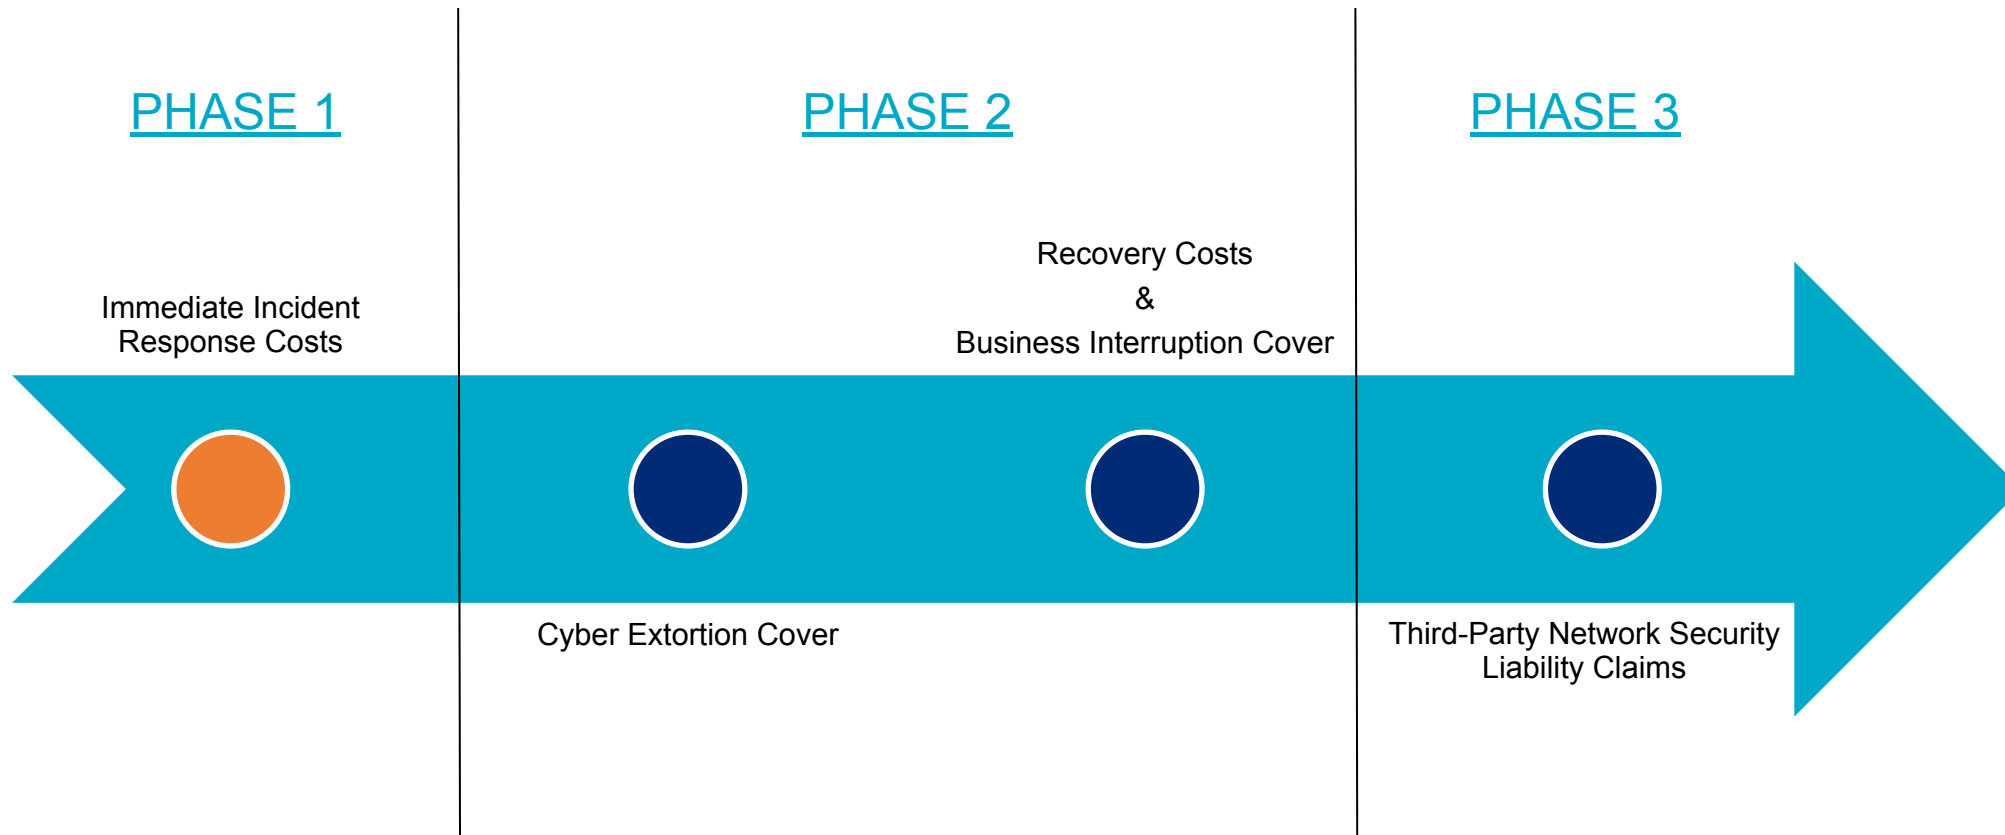 PHASE 1
PHASE 2
PHASE 3
Immediate Incident
Response Costs
Cyber Extortion Cover
Recovery Costs
&
Business Interruption Cover
Third-Party Network Security
Liability Claims